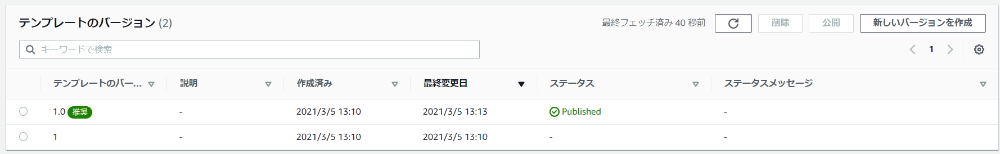 テンプレートのバージョン (2)
最終フェッチ済み 40 秒前
削除
公開
新しいバージョンを作成
キーワードで検索
1
テンプレートのバー... 説明 作成済み 最終変更日 ステータス ステータスメッセージ
1.0 推奨 - 2021/3/5 13:10 2021/3/5 13:13 Published -
1 - 2021/3/5 13:10 2021/3/5 13:10 - -